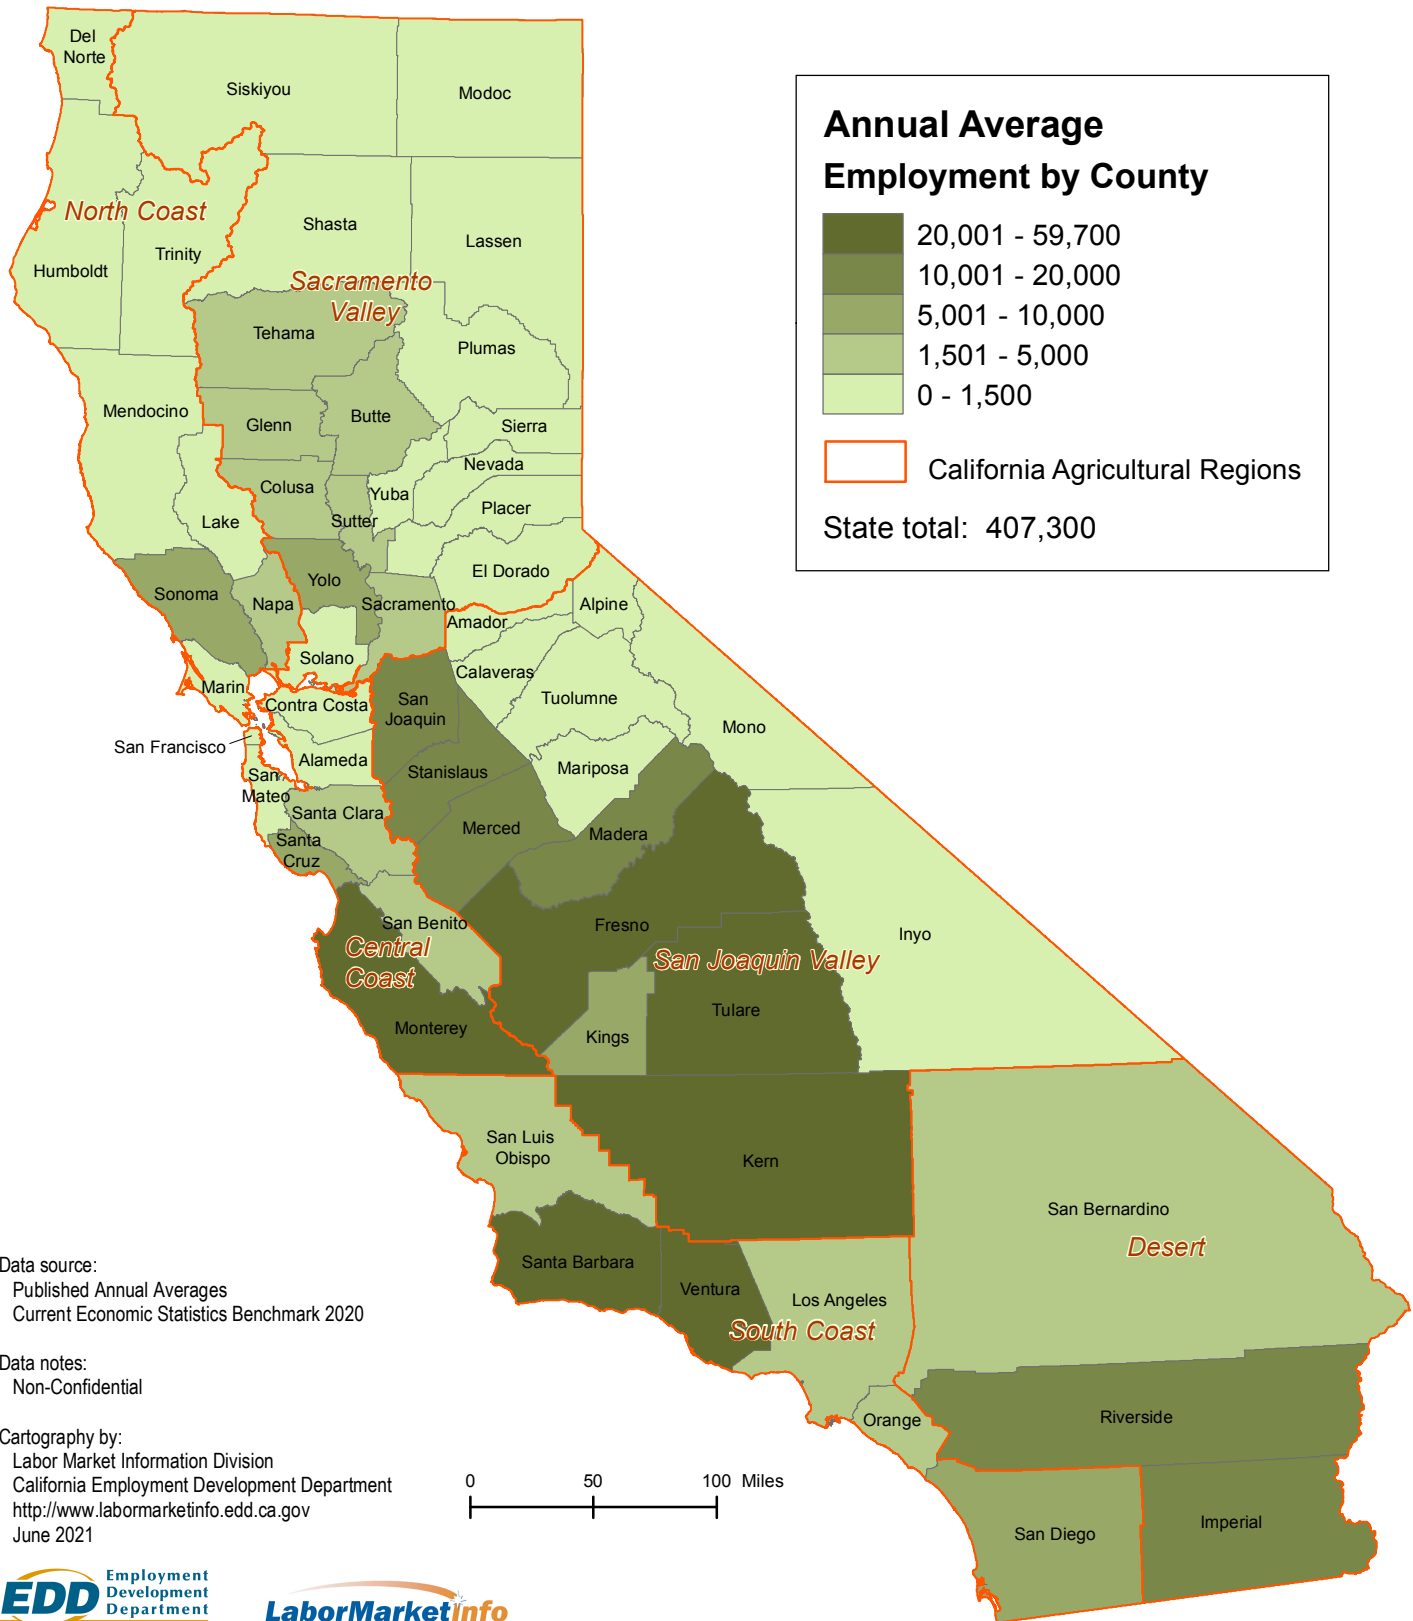 Del
Norte
Siskiyou
Modoc
Annual Average
Employment by County
20,001 - 59,700
10,001 - 20,000
5,001 - 10,000
1,501 - 5,000
0 - 1,500
California Agricultural Regions
State total: 407,300
North Coast
Shasta
Lassen
Trinity
Humboldt
Sacramento
Valley
Tehama
Plumas
Mendocino
Butte
Glenn
Sierra
Nevada
Colusa
Yuba
Placer
Sutter
Lake
El Dorado
Yolo
Sonoma
Napa
Sacramento
Alpine
Amador
Solano
Calaveras
Marin
Contra Costa
San
Joaquin
Tuolumne
Mono
San Francisco
Alameda
Stanislaus
Mariposa
San
Mateo
Santa Clara
Merced
Madera
Santa
Cruz
San Benito
Fresno
Inyo
Central
Coast
San Joaquin Valley
Tulare
Monterey
Kings
San Luis
Obispo
Kern
San Bernardino
Desert
Santa Barbara
Ventura
Los Angeles
South Coast
Orange
Riverside
San Diego
Imperial
Data source:
Published Annual Averages
Current Economic Statistics Benchmark 2020
Data notes:
Non-Confidential
Cartography by:
Labor Market Information Division
California Employment Development Department
http://www.labormarketinfo.edd.ca.gov
June 2021
0 50 100 Miles
EDD Employment
Development
Department
LaborMarketInfo